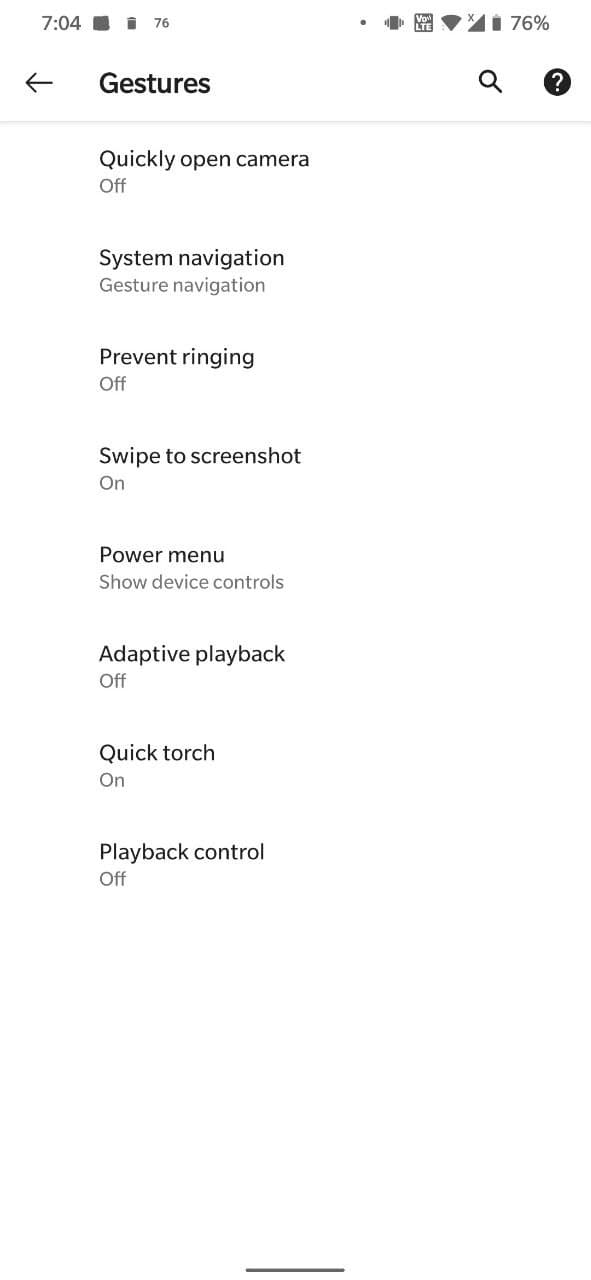 7:04 76 Vo)) LTE X 76%
Gestures ?
Quickly open camera
Off
System navigation
Gesture navigation
Prevent ringing
Off
Swipe to screenshot
On
Power menu
Show device controls
Adaptive playback
Off
Quick torch
On
Playback control
Off